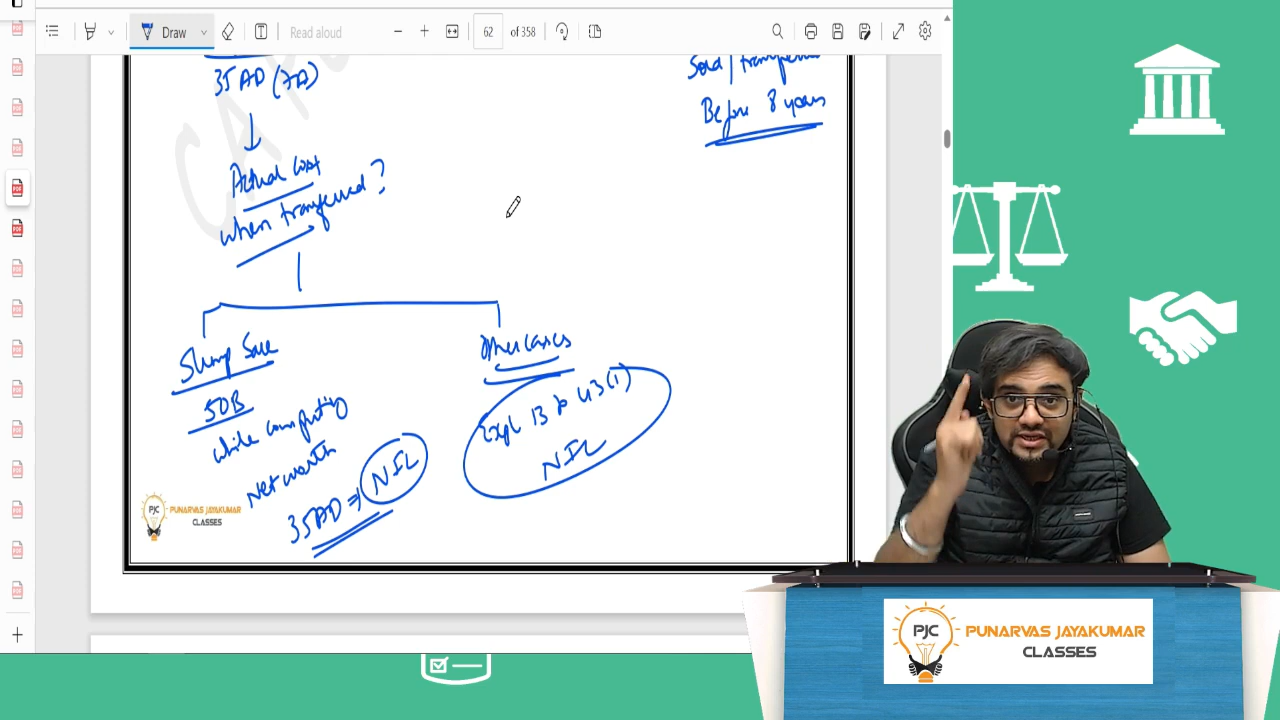 Draw
Read aloud
62 of 358
35AD (7A)
Sold/transferred
Before 8 years
Actual Cost
when transferred?
Slump Sale
50B
while computing
Net worth
35AD ⇒ NIL
Other cases
Expl 13 to 43(1)
NIL
PJC
PUNARVAS JAYAKUMAR
CLASSES
PJC
PUNARVAS JAYAKUMAR
CLASSES